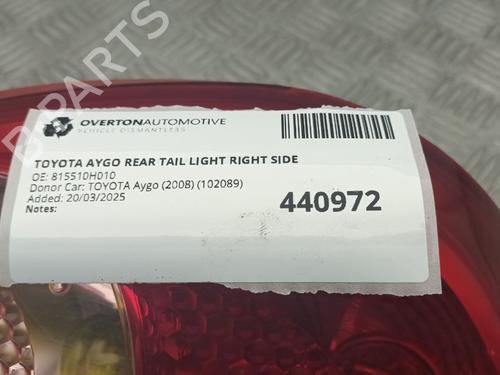 B PARTS
OVERTONAUTOMOTIVE
VEHICLE DISMANTLESS
TOYOTA AYGO REAR TAIL LIGHT RIGHT SIDE
OE: 815510H010
Donor Car: TOYOTA Aygo (2008) (102089)
Added: 20/03/2025
Notes:
440972